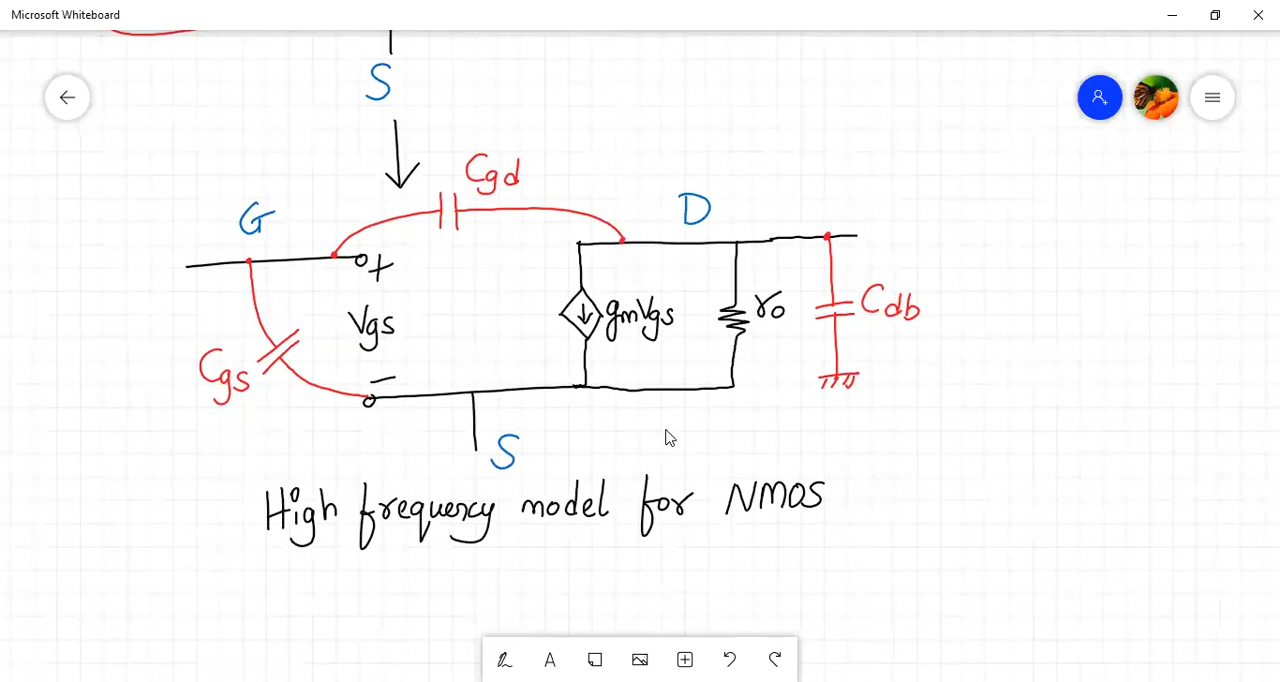 Microsoft Whiteboard
S
Cgd
G
D
+
Vgs
-
gmVgs
ro
Cdb
Cgs
S
High frequency model for NMOS
A